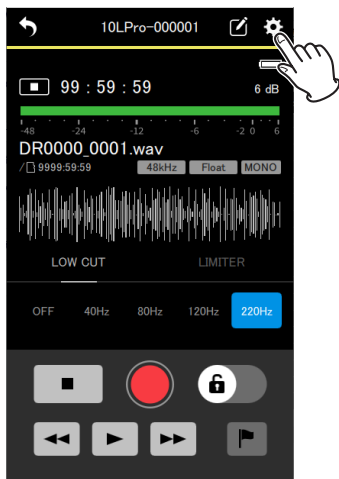 10LPro-000001
99 : 59 : 59 6 dB
-48 -24 -12 -6 -2 0 6
DR0000_0001.wav
/ 9999:59:59 48kHz Float MONO
LOW CUT LIMITER
OFF 40Hz 80Hz 120Hz 220Hz